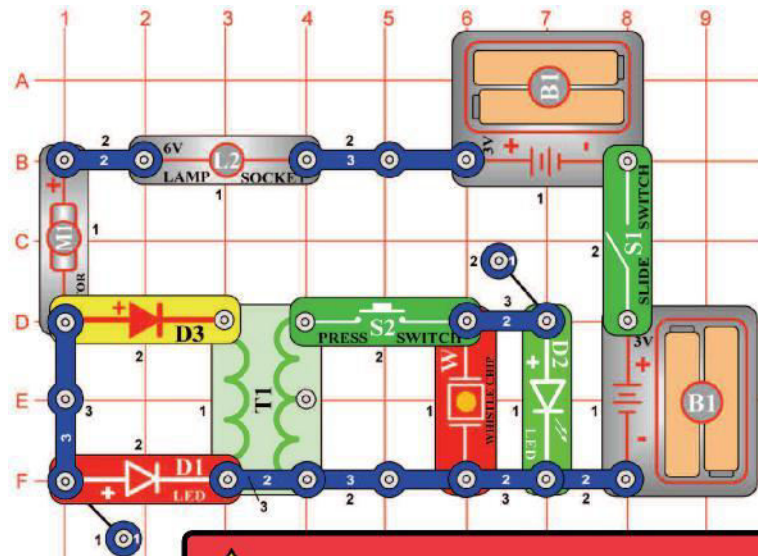 1 2 3 4 5 6 7 8 9
A
B1
2 2
B 2 6V L2 3 3V + - 
LAMP SOCKET SWITCH
1 1
+
C M1 1 2 S1 2 1
TOR SLIDE
3
D + D3 S2 2 3V
PRESS SWITCH W D2
2 2 +
E 3 1 T1 1 WHISTLE CHIP 1 1 B1
3 2 LED -
F D1 2 3 2 2
+ LED 3 2 3 2
1 1